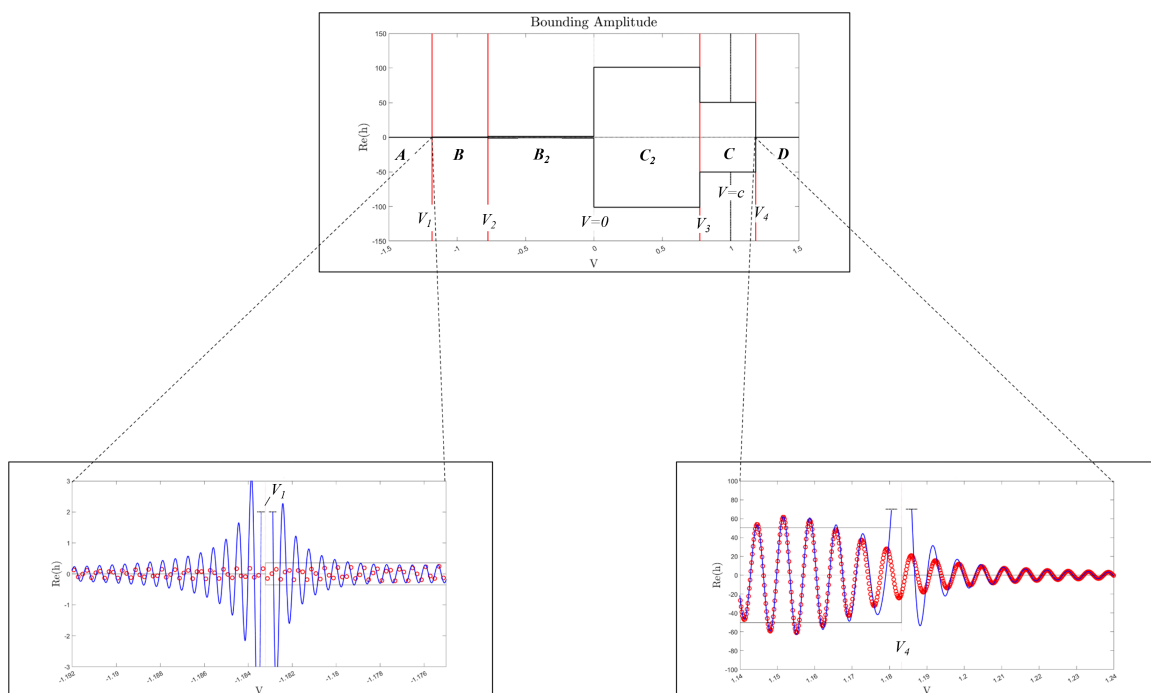 Bounding Amplitude
150
100
50
0
-50
-100
-150
Re(h)
A
B
B2
C2
C
D
V1
V2
V=0
V3
V=c
V4
-1.5
-1
-0.5
0
0.5
1
1.5
V
3
2
1
0
-1
-2
-3
Re(h)
V1
-1.192
-1.19
-1.188
-1.186
-1.184
-1.182
-1.18
-1.178
-1.176
V
100
80
60
40
20
0
-20
-40
-60
-80
-100
Re(h)
V4
1.14
1.15
1.16
1.17
1.18
1.19
1.2
1.21
1.22
1.23
1.24
V